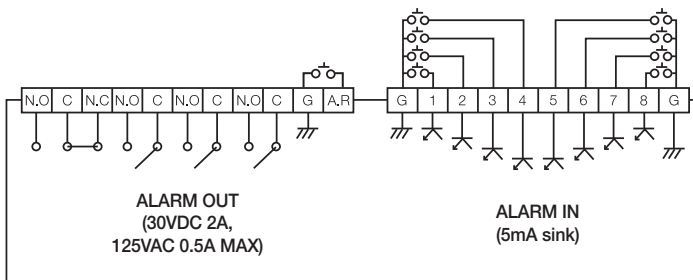 N.O C N.C N.O C N.O C N.O C G A.R G 1 2 3 4 5 6 7 8 G
ALARM OUT
(30VDC 2A,
125VAC 0.5A MAX)
ALARM IN
(5mA sink)